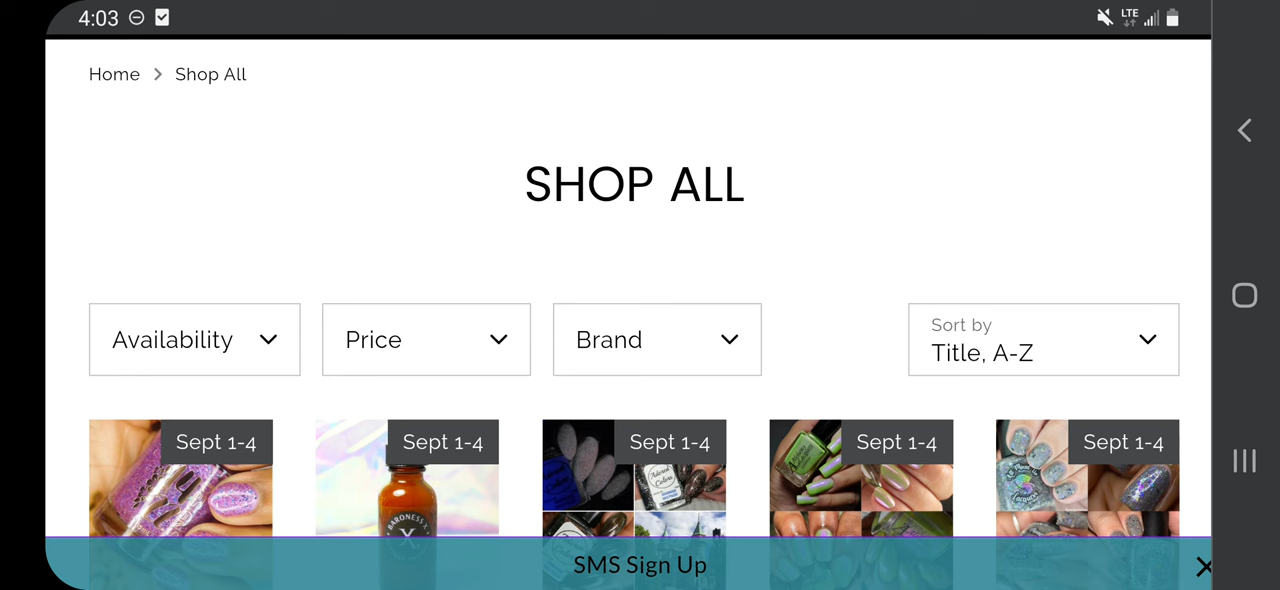 4:03
LTE
Home > Shop All
SHOP ALL
Availability
Price
Brand
Sort by
Title, A-Z
Sept 1-4
Sept 1-4
Sept 1-4
Sept 1-4
Sept 1-4
BARONESS X
SMS Sign Up